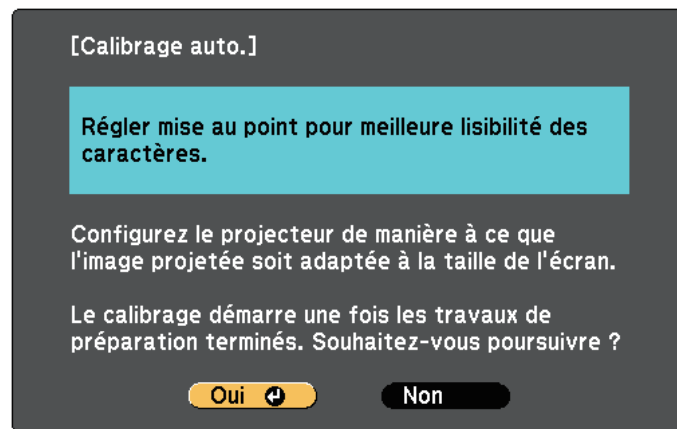 [Calibrage auto.]
Régler mise au point pour meilleure lisibilité des
caractères.
Configurez le projecteur de manière à ce que
l'image projetée soit adaptée à la taille de l'écran.
Le calibrage démarre une fois les travaux de
préparation terminés. Souhaitez-vous poursuivre ?
Oui Non